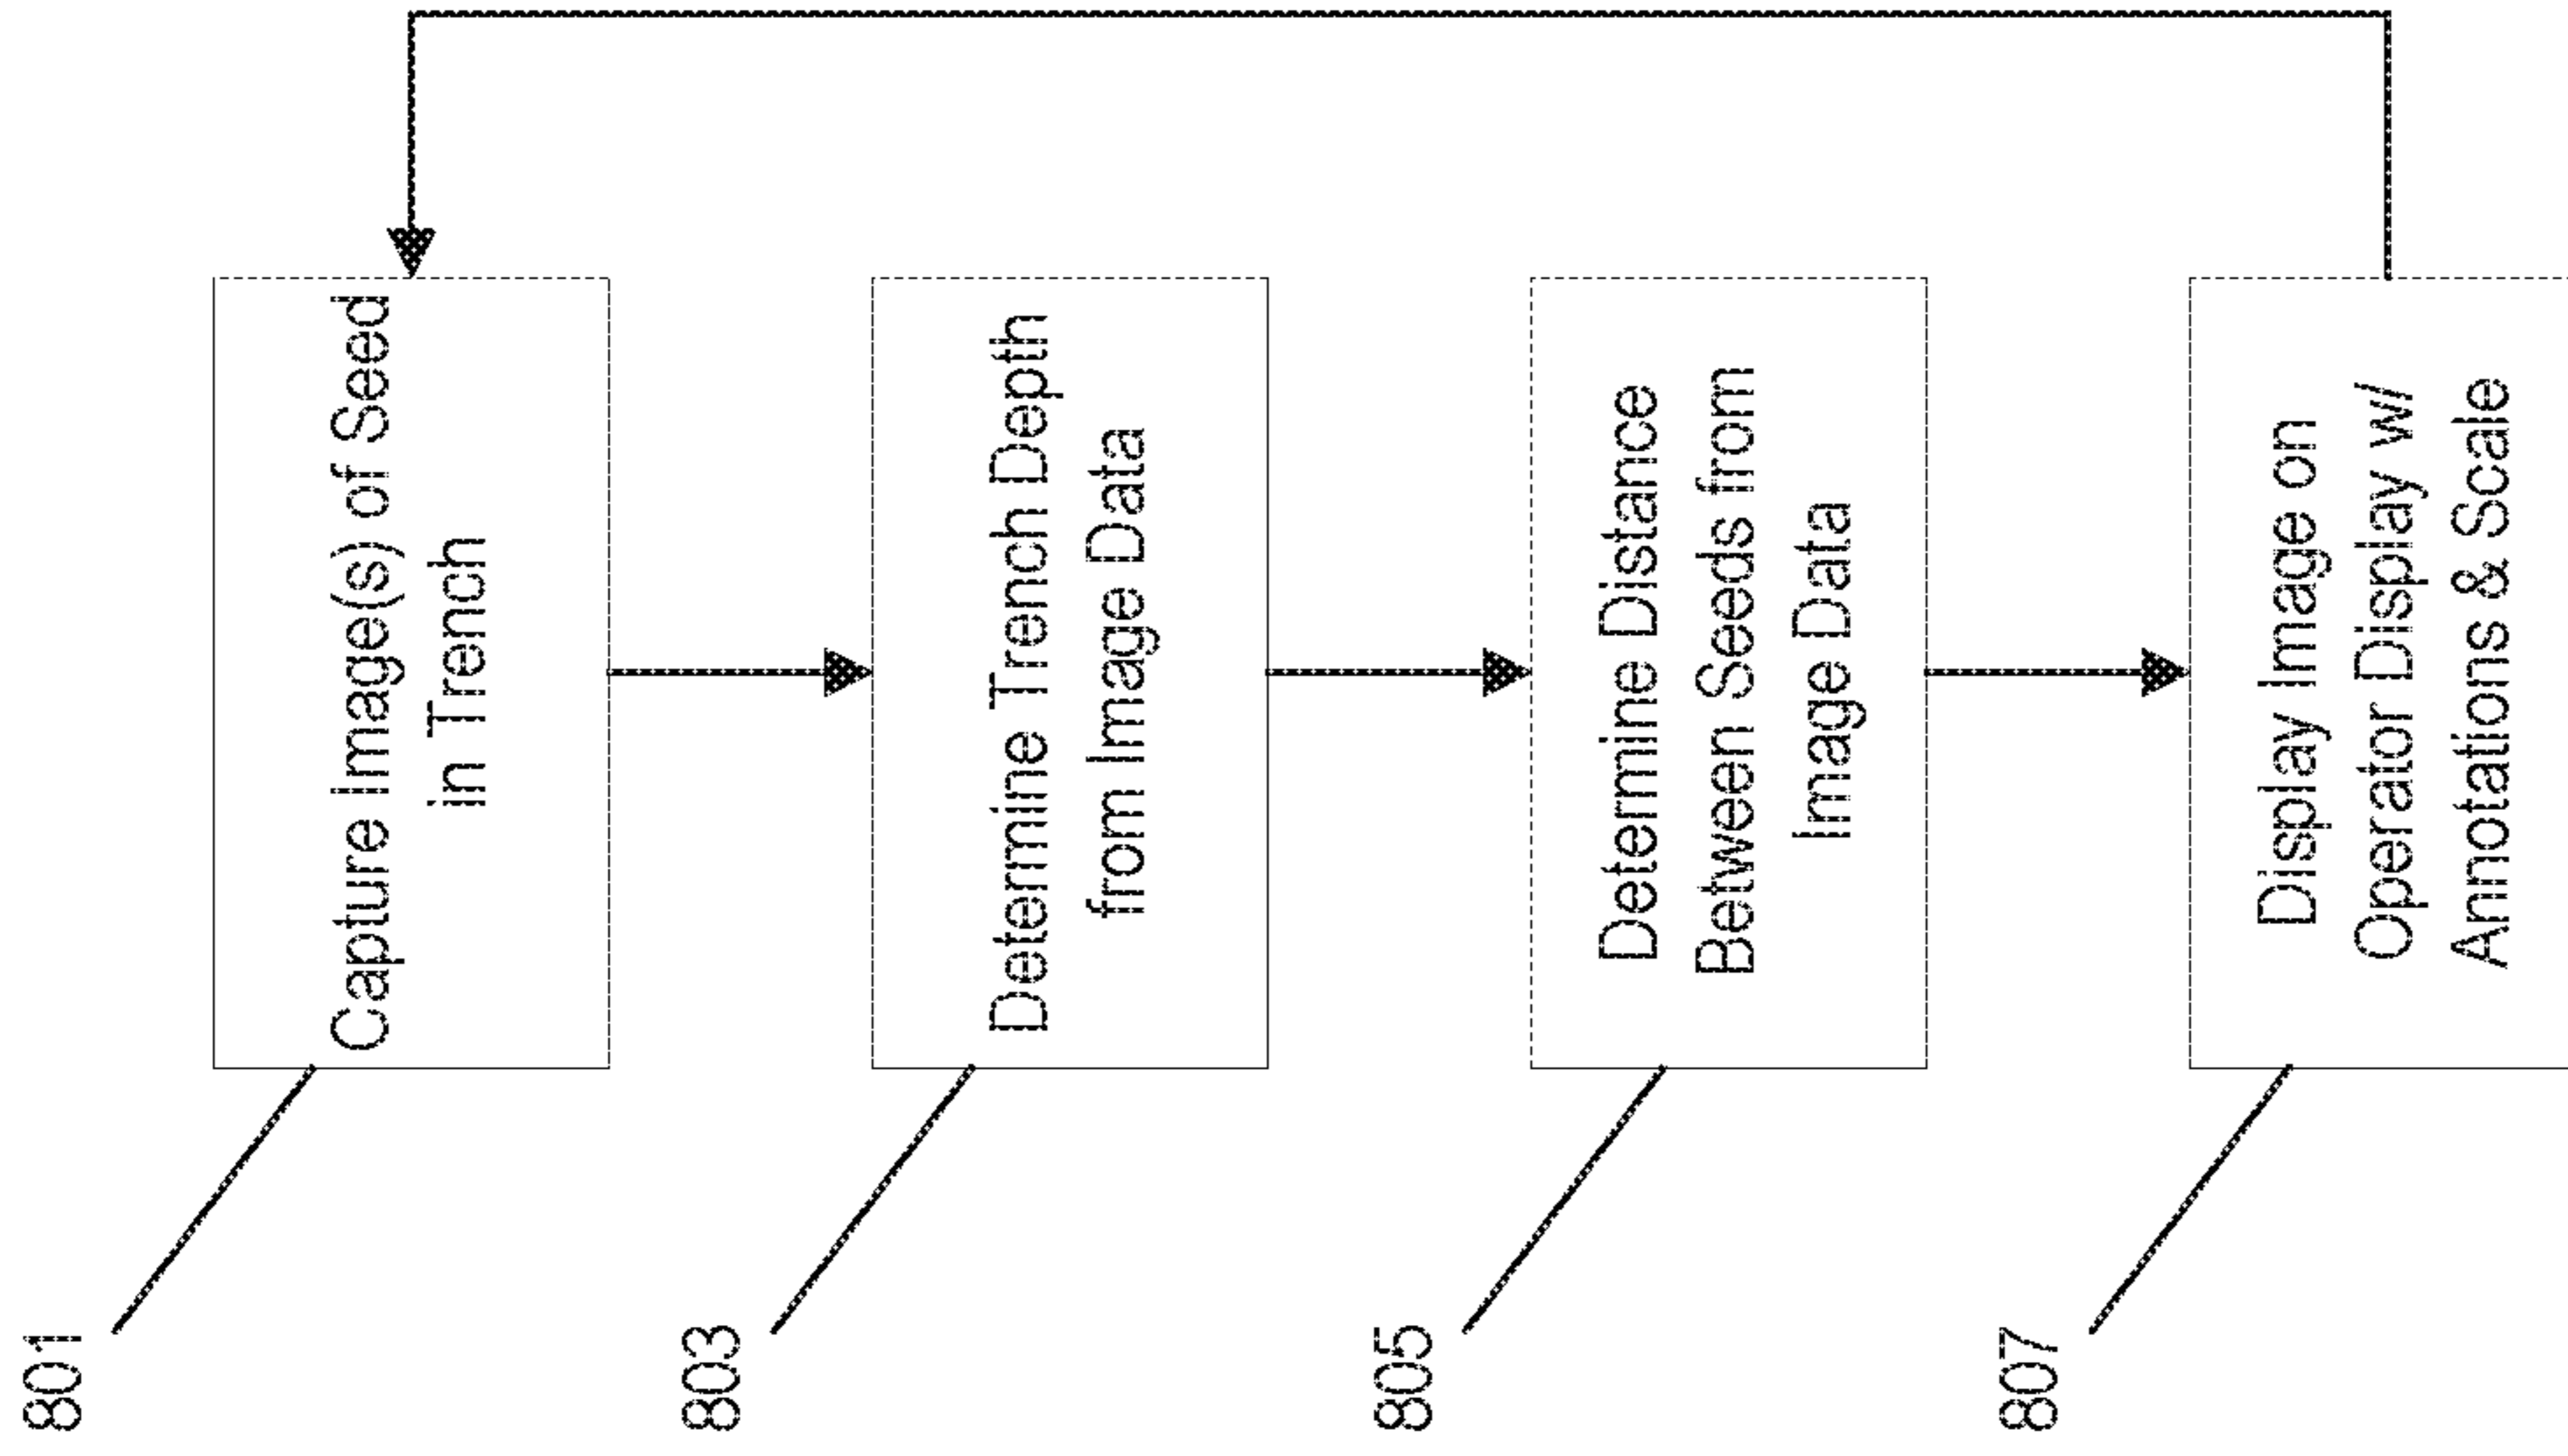 801
Capture Image(s) of Seed
in Trench
803
Determine Trench Depth
from Image Data
805
Determine Distance
Between Seeds from
Image Data
807
Display Image on
Operator Display w/
Annotations & Scale